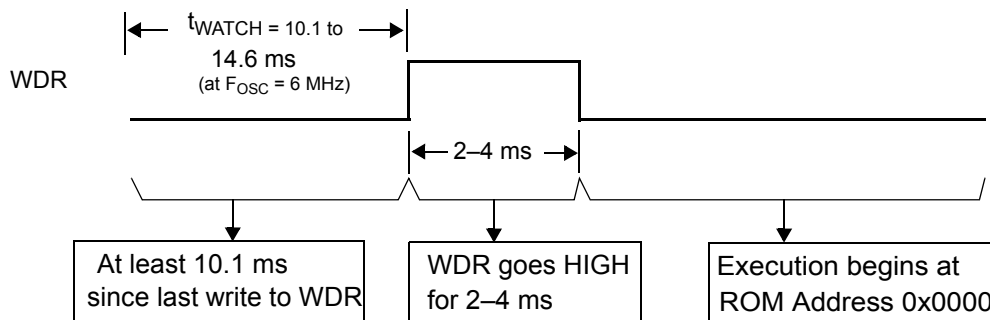 tWATCH = 10.1 to
14.6 ms
(at FOSC = 6 MHz)
WDR
2–4 ms
At least 10.1 ms
since last write to WDR
WDR goes HIGH
for 2–4 ms
Execution begins at
ROM Address 0x0000